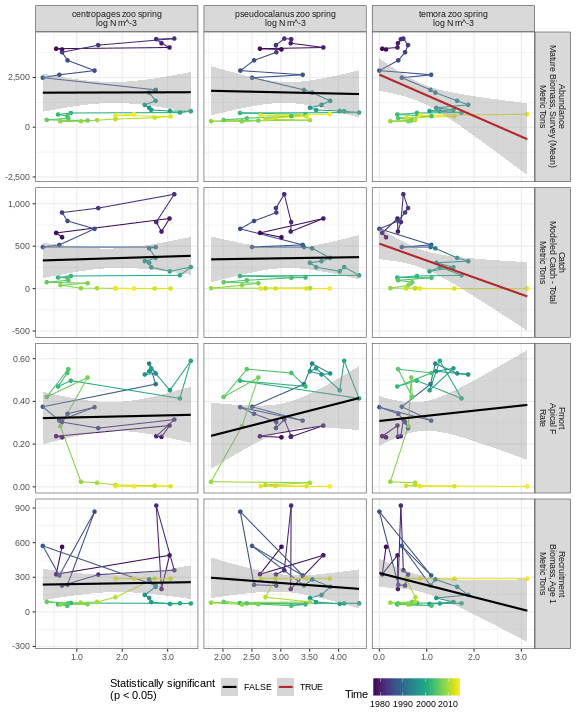 centropages zoo spring
log N m^-3
pseudocalanus zoo spring
log N m^-3
temora zoo spring
log N m^-3
2,500
0
-2,500
Abundance
Mature Biomass, Survey (Mean)
Metric Tons
1,000
500
0
-500
Catch
Modeled Catch - Total
Metric Tons
0.60
0.40
0.20
0.00
Fmort
Apical F
Rate
900
600
300
0
-300
Recruitment
Biomass, Age 1
Metric Tons
1.0 2.0 3.0
2.00 2.50 3.00 3.50 4.00
0.0 1.0 2.0 3.1
Statistically significant
(p < 0.05)
FALSE
TRUE
Time
1980 1990 2000 2010